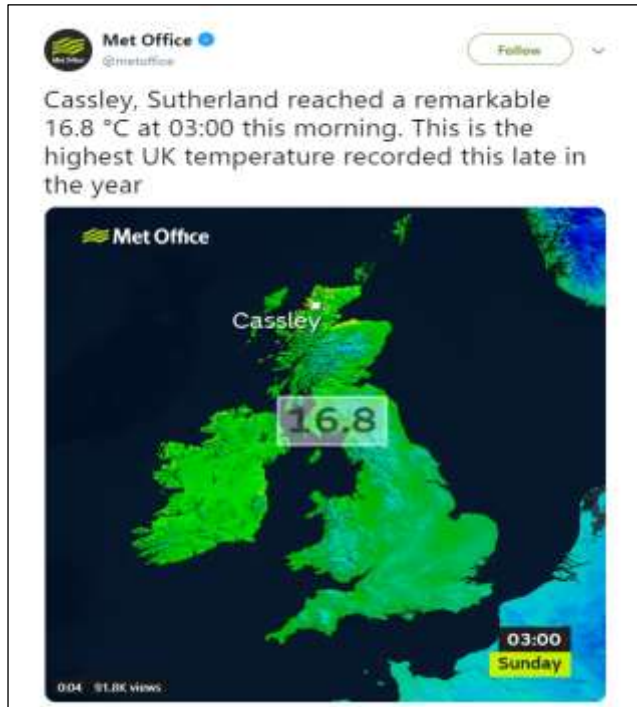 Met Office
@metoffice
Follow
Cassley, Sutherland reached a remarkable
16.8 °C at 03:00 this morning. This is the
highest UK temperature recorded this late in
the year
Met Office
Cassley
16.8
03:00
Sunday
0:04 91.8K views